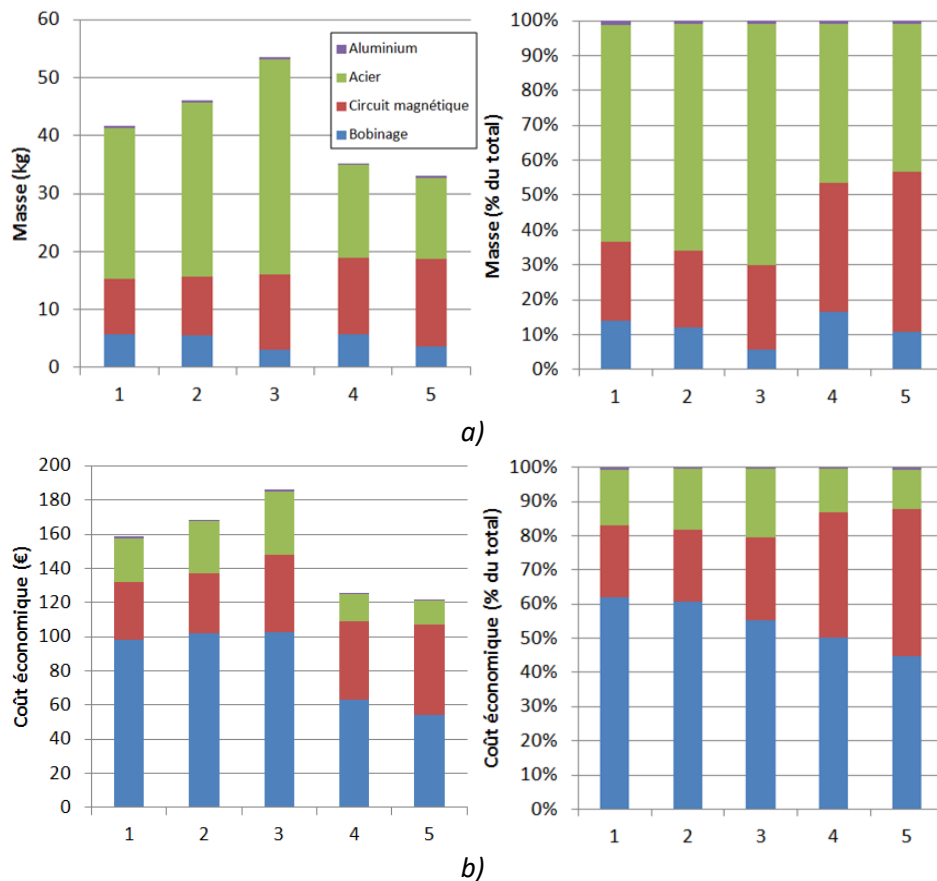 Masse (kg)
60
50
40
30
20
10
0
1 2 3 4 5
Aluminium
Acier
Circuit magnétique
Bobinage
Masse (% du total)
100%
90%
80%
70%
60%
50%
40%
30%
20%
10%
0%
1 2 3 4 5
a)
Coût économique (€)
200
180
160
140
120
100
80
60
40
20
0
1 2 3 4 5
Coût économique (% du total)
100%
90%
80%
70%
60%
50%
40%
30%
20%
10%
0%
1 2 3 4 5
b)